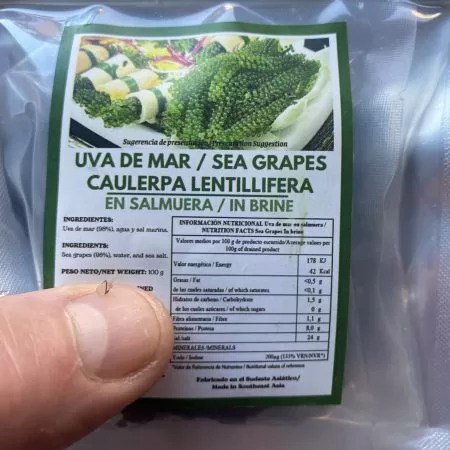 Sugerencia de presentación / Presentation Suggestion
UVA DE MAR / SEA GRAPES
CAULERPA LENTILLIFERA
EN SALMUERA / IN BRINE
INGREDIENTES:
Uva de mar (98%), agua y sal marina.
INGREDIENTS:
Sea grapes (98%), water, and sea salt.
PESO NETO/NET WEIGHT: 100 g
INFORMACIÓN NUTRICIONAL Uva de mar en salmuera /
NUTRITION FACTS Sea Grapes In brine
Valores medios por 100 g de producto escurrido/Average values per
100g of drained product
Valor energético / Energy 178 KJ
42 Kcal
Grasas / Fat <0,5 g
de las cuales saturadas / of which saturates <0,1 g
Hidratos de carbono / Carbohydrate 1,5 g
de los cuales azúcares / of which sugars 0 g
Fibra alimentaria / Fibre 1,1 g
Proteínas / Protein 8,0 g
Sal /salt 24 g
MINERALES /MINERALS
Yodo / Iodine 200µg (133% VRN/NVR*)
*Valor de Referencia de Nutrientes / Nutritional values of reference
Fabricado en el Sudeste Asiático/
Made in Southeast Asia